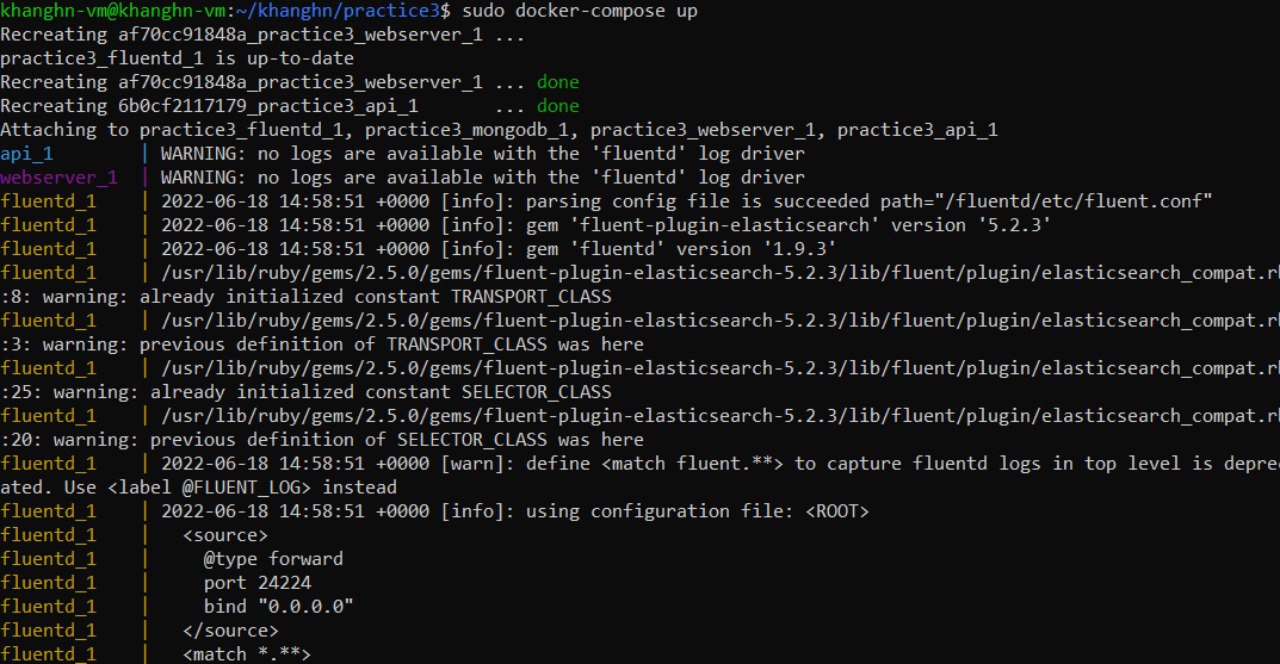 khanghn-vm@khanghn-vm:~/khanghn/practice3$ sudo docker-compose up
Recreating af70cc91848a_practice3_webserver_1 ...
practice3_fluentd_1 is up-to-date
Recreating af70cc91848a_practice3_webserver_1 ... done
Recreating 6b0cf2117179_practice3_api_1       ... done
Attaching to practice3_fluentd_1, practice3_mongodb_1, practice3_webserver_1, practice3_api_1
api_1        | WARNING: no logs are available with the 'fluentd' log driver
webserver_1  | WARNING: no logs are available with the 'fluentd' log driver
fluentd_1    | 2022-06-18 14:58:51 +0000 [info]: parsing config file is succeeded path="/fluentd/etc/fluent.conf"
fluentd_1    | 2022-06-18 14:58:51 +0000 [info]: gem 'fluent-plugin-elasticsearch' version '5.2.3'
fluentd_1    | 2022-06-18 14:58:51 +0000 [info]: gem 'fluentd' version '1.9.3'
fluentd_1    | /usr/lib/ruby/gems/2.5.0/gems/fluent-plugin-elasticsearch-5.2.3/lib/fluent/plugin/elasticsearch_compat.rb
:8: warning: already initialized constant TRANSPORT_CLASS
fluentd_1    | /usr/lib/ruby/gems/2.5.0/gems/fluent-plugin-elasticsearch-5.2.3/lib/fluent/plugin/elasticsearch_compat.rb
:3: warning: previous definition of TRANSPORT_CLASS was here
fluentd_1    | /usr/lib/ruby/gems/2.5.0/gems/fluent-plugin-elasticsearch-5.2.3/lib/fluent/plugin/elasticsearch_compat.rb
:25: warning: already initialized constant SELECTOR_CLASS
fluentd_1    | /usr/lib/ruby/gems/2.5.0/gems/fluent-plugin-elasticsearch-5.2.3/lib/fluent/plugin/elasticsearch_compat.rb
:20: warning: previous definition of SELECTOR_CLASS was here
fluentd_1    | 2022-06-18 14:58:51 +0000 [warn]: define <match fluent.**> to capture fluentd logs in top level is deprec
ated. Use <label @FLUENT_LOG> instead
fluentd_1    | 2022-06-18 14:58:51 +0000 [info]: using configuration file: <ROOT>
fluentd_1    |   <source>
fluentd_1    |     @type forward
fluentd_1    |     port 24224
fluentd_1    |     bind "0.0.0.0"
fluentd_1    |   </source>
fluentd_1    |   <match *.**>